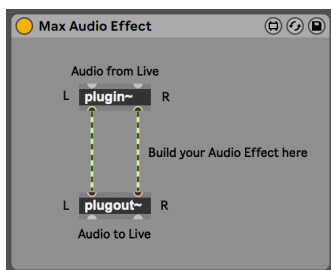 Max Audio Effect
Audio from Live
L plugin~ R
Build your Audio Effect here
L plugout~ R
Audio to Live